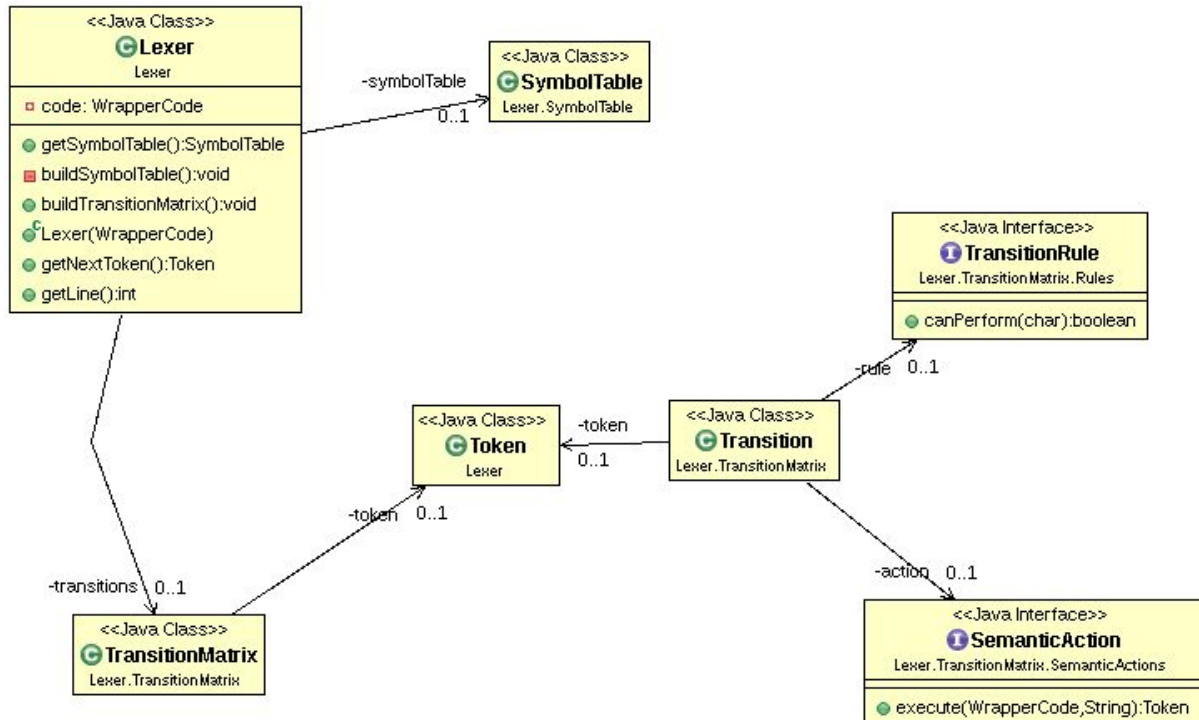 <<Java Class>>
Lexer
Lexer
code: WrapperCode
getSymbolTable():SymbolTable
buildSymbolTable():void
buildTransitionMatrix():void
Lexer(WrapperCode)
getNextToken():Token
getLine():int
-symbolTable
0..1
<<Java Class>>
SymbolTable
Lexer.SymbolTable
<<Java Interface>>
TransitionRule
Lexer.TransitionMatrix.Rules
canPerform(char):boolean
-rule 0..1
<<Java Class>>
Token
Lexer
-token
0..1
<<Java Class>>
Transition
Lexer.TransitionMatrix
-token 0..1
-transitions 0..1
<<Java Class>>
TransitionMatrix
Lexer.TransitionMatrix
-action 0..1
<<Java Interface>>
SemanticAction
Lexer.TransitionMatrix.SemanticActions
execute(WrapperCode,String):Token